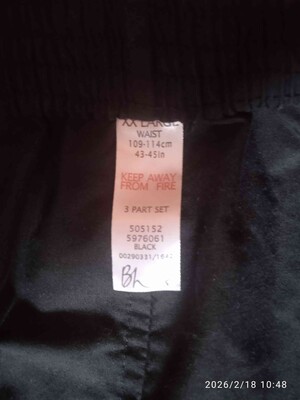 XX LARGE
WAIST
109-114cm
43-45in
KEEP AWAY
FROM FIRE
3 PART SET
505152
5976061
BLACK
Bh
2026/2/18 10:48